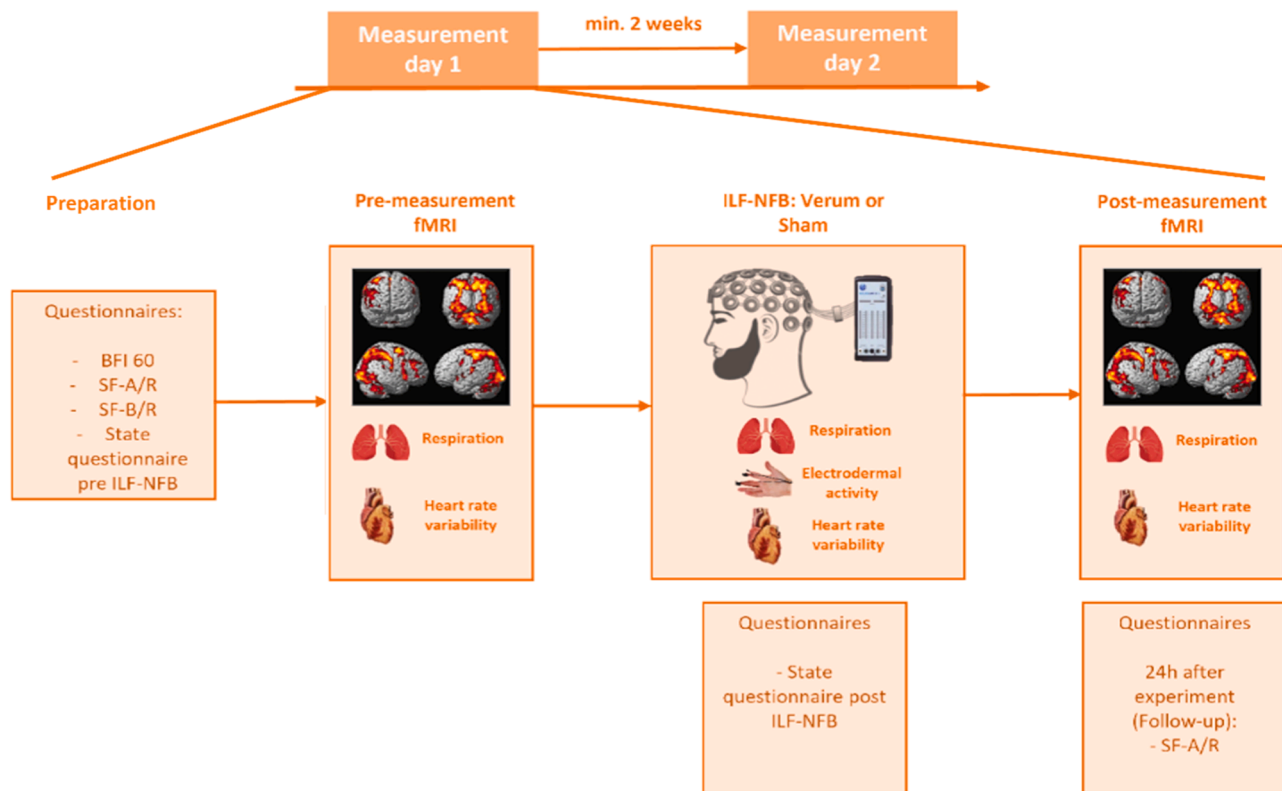 Measurement
day 1
min. 2 weeks
Measurement
day 2
Preparation
Questionnaires:
- BFI 60
- SF-A/R
- SF-B/R
- State
questionnaire
pre ILF-NFB
Pre-measurement
fMRI
Respiration
Heart rate
variability
ILF-NFB: Verum or
Sham
Respiration
Electrodermal
activity
Heart rate
variability
Questionnaires
- State
questionnaire post
ILF-NFB
Post-measurement
fMRI
Respiration
Heart rate
variability
Questionnaires
24h after
experiment
(Follow-up):
- SF-A/R